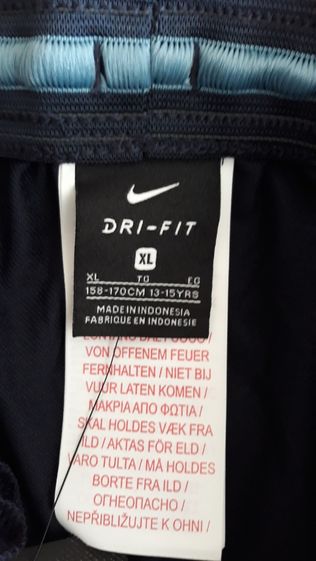 DRI-FIT
XL
XL TG EG
158-170CM 13-15YRS
MADE IN INDONESIA
FABRIQUE EN INDONESIE
VON OFFENEM FEUER
FERNHALTEN / NIET BIJ
VUUR LATEN KOMEN /
ΜΑΚΡΙΑ ΑΠΟ ΦΩΤΙΑ /
SKAL HOLDES VÆK FRA
ILD / AKTAS FÖR ELD /
VARO TULTA / MÅ HOLDES
BORTE FRA ILD /
ОГНЕОПАСНО /
NEPŘIBLIŽUJTE K OHNI /